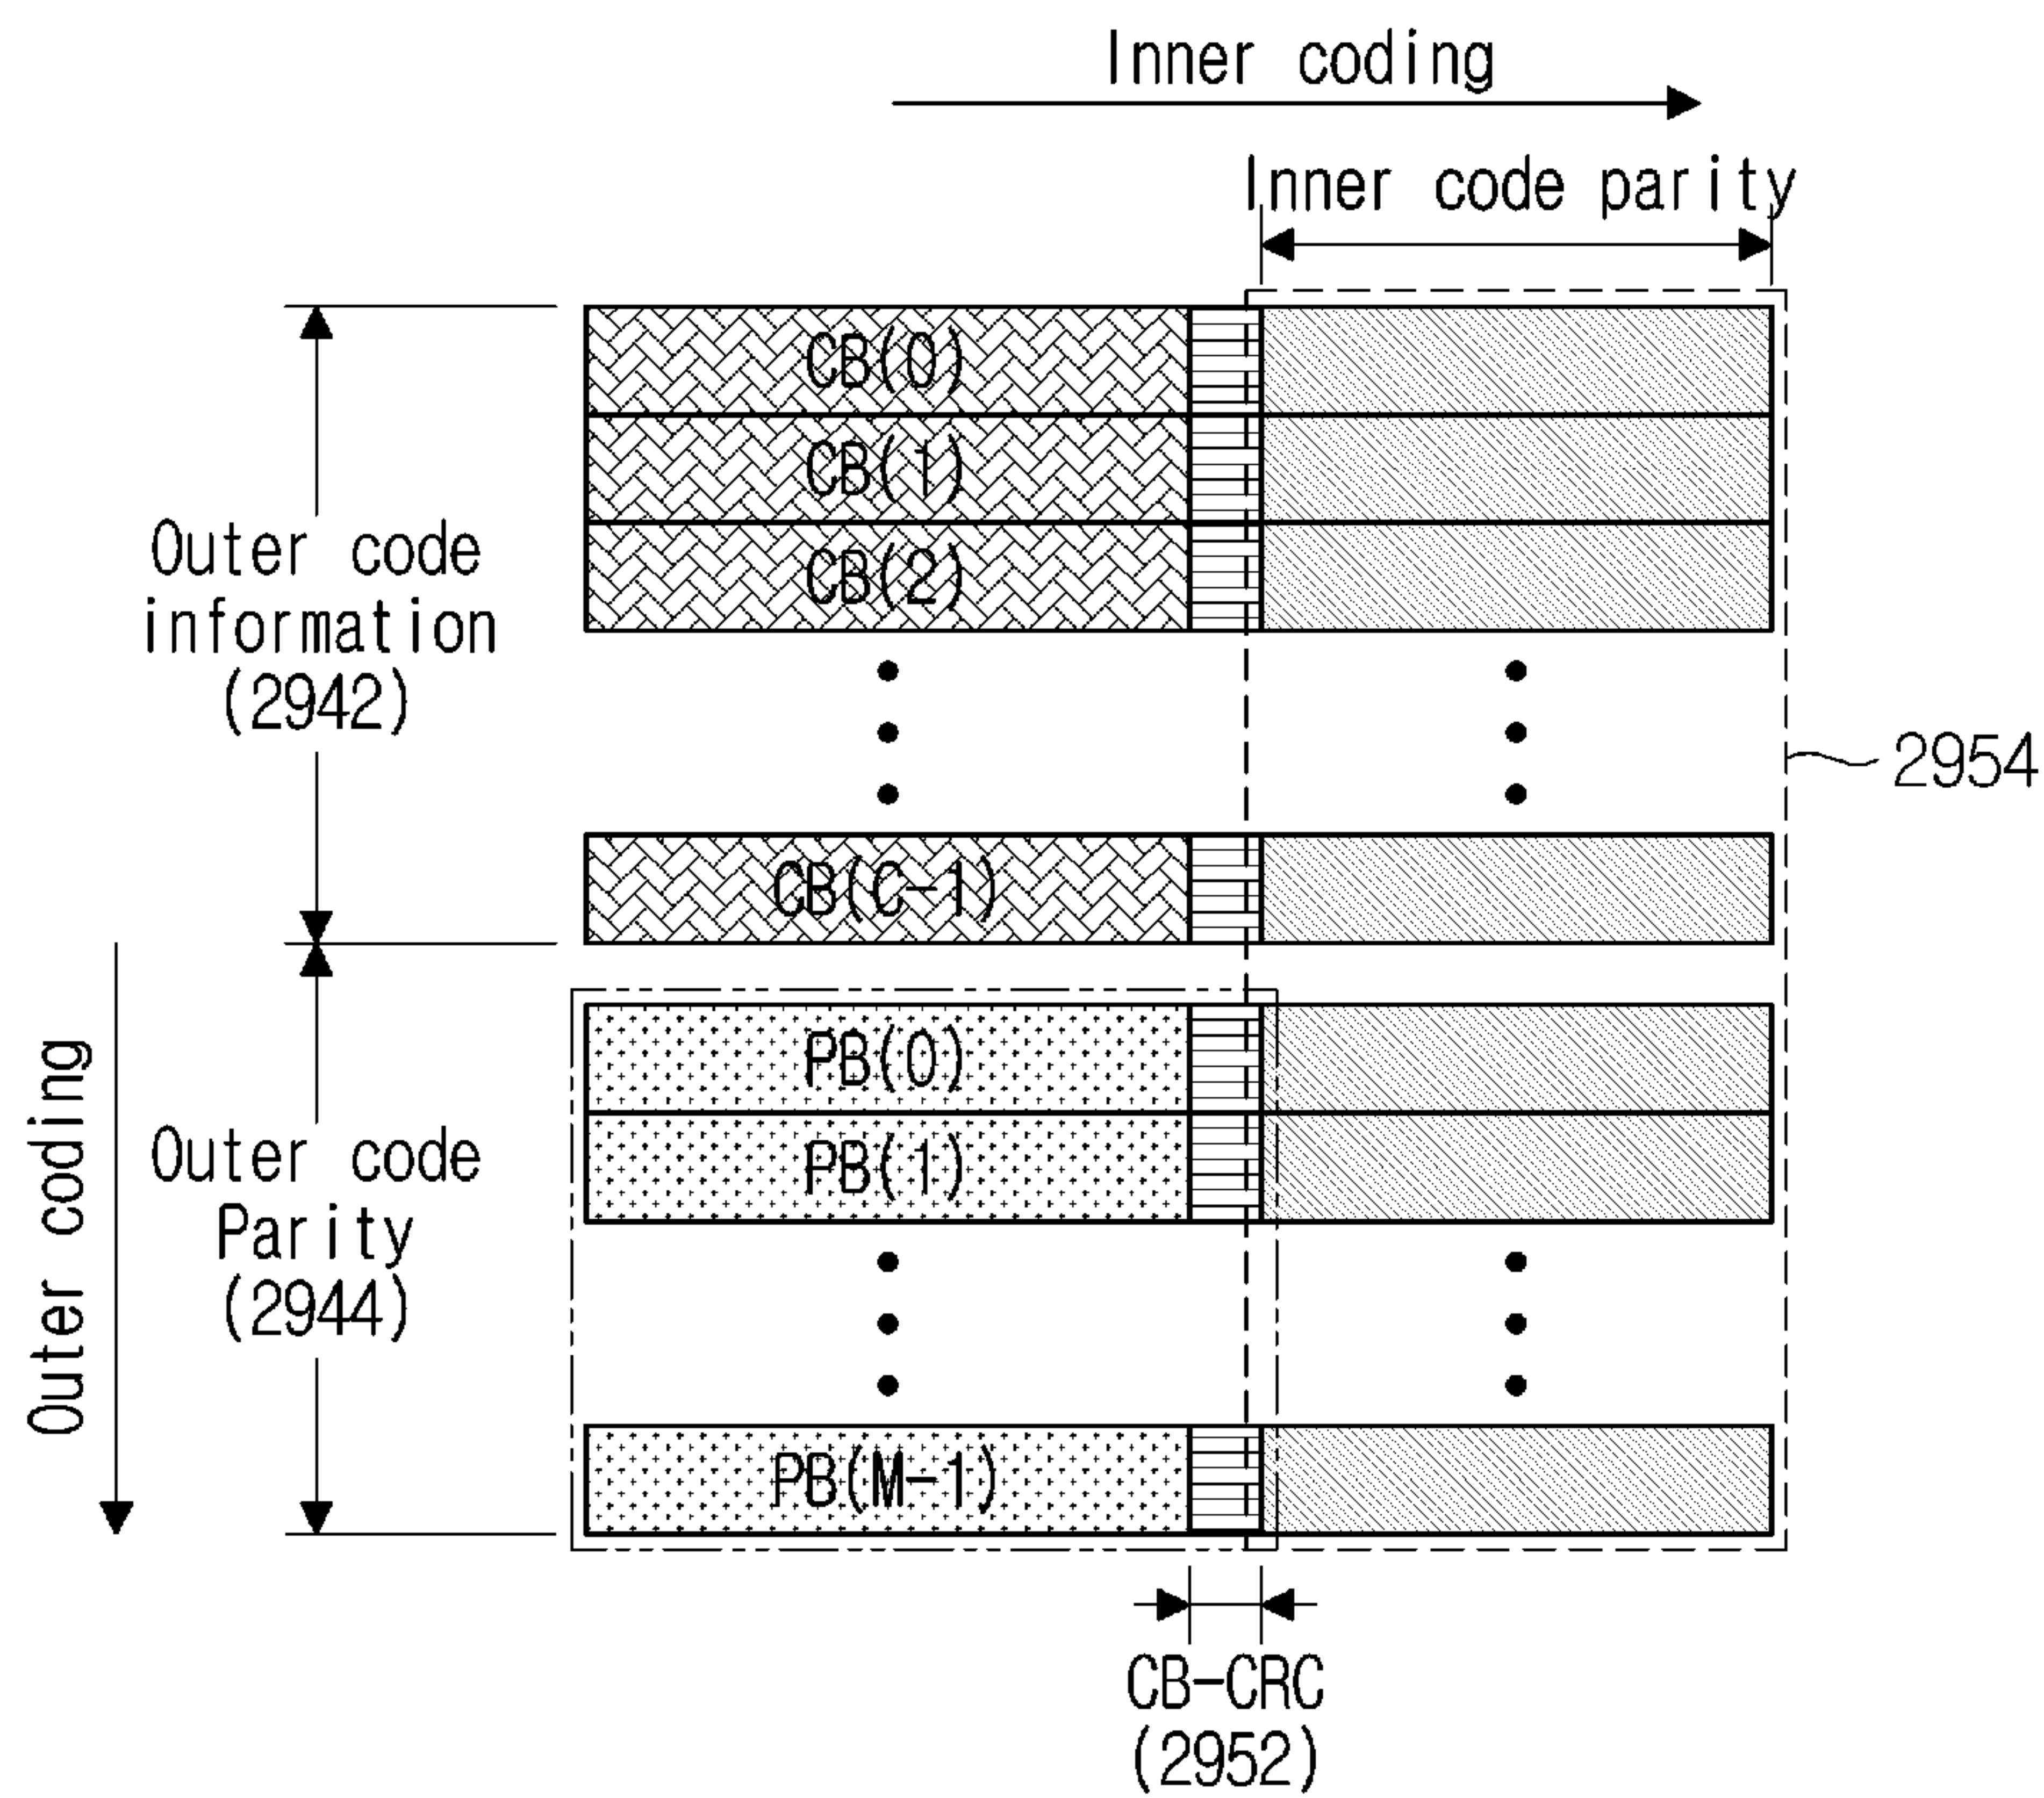 Inner coding
Inner code parity
CB(0)
CB(1)
CB(2)
Outer code
information
(2942)
2954
CB(C-1)
PB(0)
PB(1)
Outer coding
Outer code
Parity
(2944)
PB(M-1)
CB-CRC
(2952)